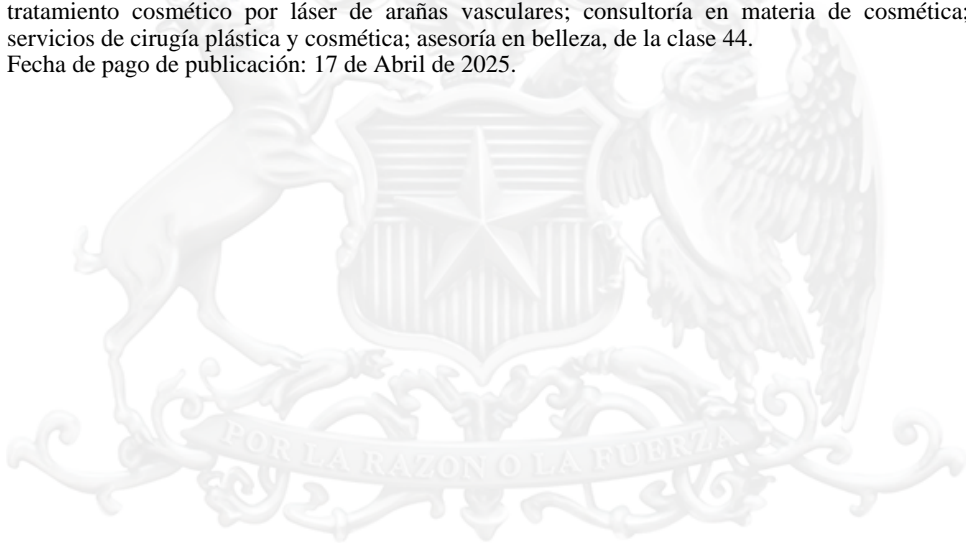 tratamiento cosmético por láser de arañas vasculares; consultoría en materia de cosmética;
servicios de cirugía plástica y cosmética; asesoría en belleza, de la clase 44.
Fecha de pago de publicación: 17 de Abril de 2025.
POR LA RAZON O LA FUERZA